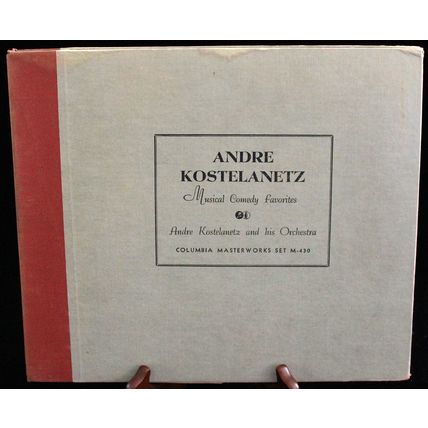 ANDRE
KOSTELANETZ
Musical Comedy Favorites
Andre Kostelanetz and his Orchestra
COLUMBIA MASTERWORKS SET M-430